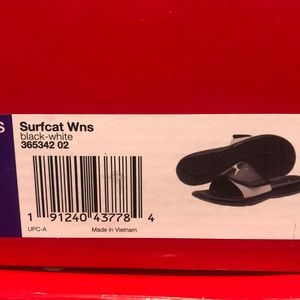 S
Surfcat Wns
black-white
365342 02
1 91240 43778 4
UPC-A Made in Vietnam